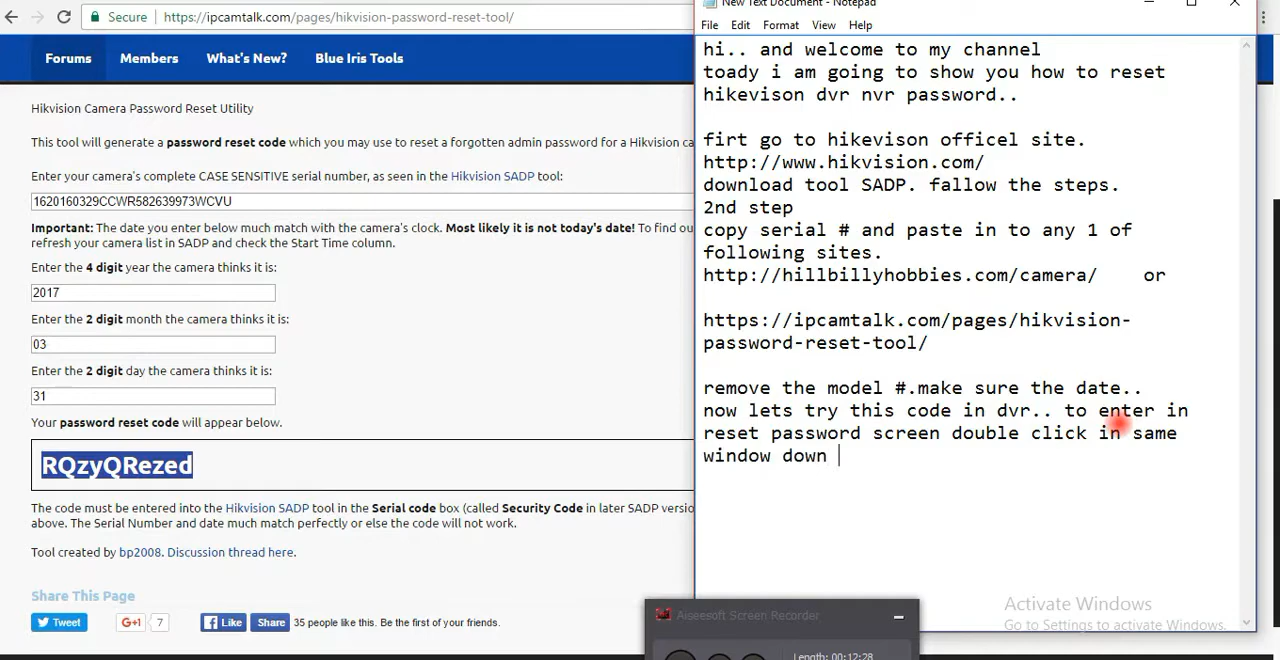 Secure
https://ipcamtalk.com/pages/hikvision-password-reset-tool/
Forums Members What's New? Blue Iris Tools
Hikvision Camera Password Reset Utility
This tool will generate a password reset code which you may use to reset a forgotten admin password for a Hikvision ca
Enter your camera's complete CASE SENSITIVE serial number, as seen in the Hikvision SADP tool:
1620160329CCWR582639973WCVU
Important: The date you enter below much match with the camera's clock. Most likely it is not today's date! To find ou
refresh your camera list in SADP and check the Start Time column.
Enter the 4 digit year the camera thinks it is:
2017
Enter the 2 digit month the camera thinks it is:
03
Enter the 2 digit day the camera thinks it is:
31
Your password reset code will appear below.
RQzyQRezed
The code must be entered into the Hikvision SADP tool in the Serial code box (called Security Code in later SADP versio
above. The Serial Number and date much match perfectly or else the code will not work.
Tool created by bp2008. Discussion thread here.
Share This Page
Tweet G+1 7 Like Share 35 people like this. Be the first of your friends.
New Text Document - Notepad
File Edit Format View Help
hi.. and welcome to my channel
toady i am going to show you how to reset
hikevison dvr nvr password..
firt go to hikevison officel site.
http://www.hikvision.com/
download tool SADP. fallow the steps.
2nd step
copy serial # and paste in to any 1 of
following sites.
http://hillbillyhobbies.com/camera/ or
https://ipcamtalk.com/pages/hikvision-
password-reset-tool/
remove the model #.make sure the date..
now lets try this code in dvr.. to enter in
reset password screen double click in same
window down
Activate Windows
Go to Settings to activate Windows.
Aiseesoft Screen Recorder
Length: 00:12:28